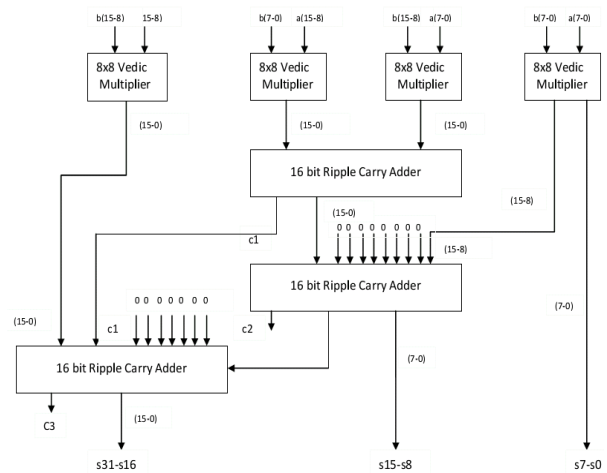 b(15-8) 15-8) b(7-0) a(15-8) b(15-8) a(7-0) b(7-0) a(7-0)
8x8 Vedic
Multiplier
8x8 Vedic
Multiplier
8x8 Vedic
Multiplier
8x8 Vedic
Multiplier
(15-0)
(15-0)
(15-0)
16 bit Ripple Carry Adder
(15-8)
(15-0)
0 0 0 0 0 0 0 0
c1
(15-8)
16 bit Ripple Carry Adder
0 0 0 0 0 0 0
(7-0)
(15-0)
c1
c2
16 bit Ripple Carry Adder
(7-0)
C3
(15-0)
s31-s16
s15-s8
s7-s0